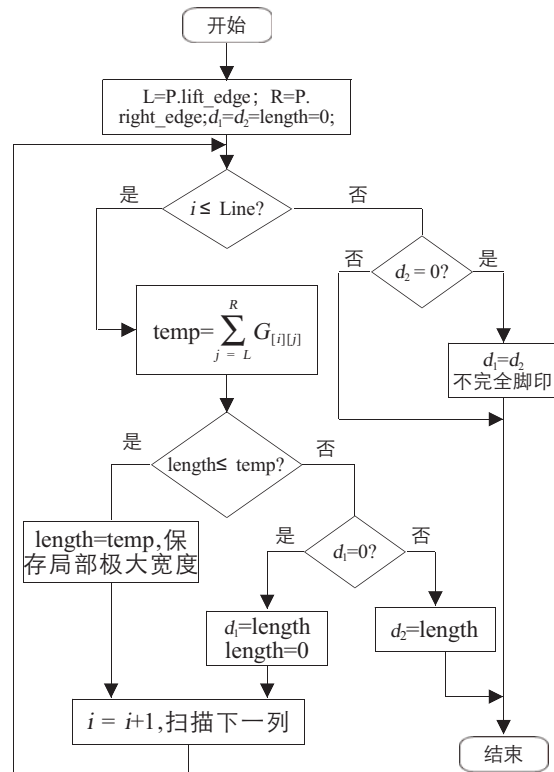 开始
L=P.lift_edge; R=P.
right_edge;d₁=d₂=length=0;
是
i ≤ Line?
否
否
d₂ = 0?
是
temp=∑_{j = L}^{R} G_{[i][j]}
d₁=d₂
不完全脚印
是
length≤ temp?
否
length=temp,保
存局部极大宽度
是
d₁=0?
否
d₁=length
length=0
d₂=length
i = i+1,扫描下一列
结束